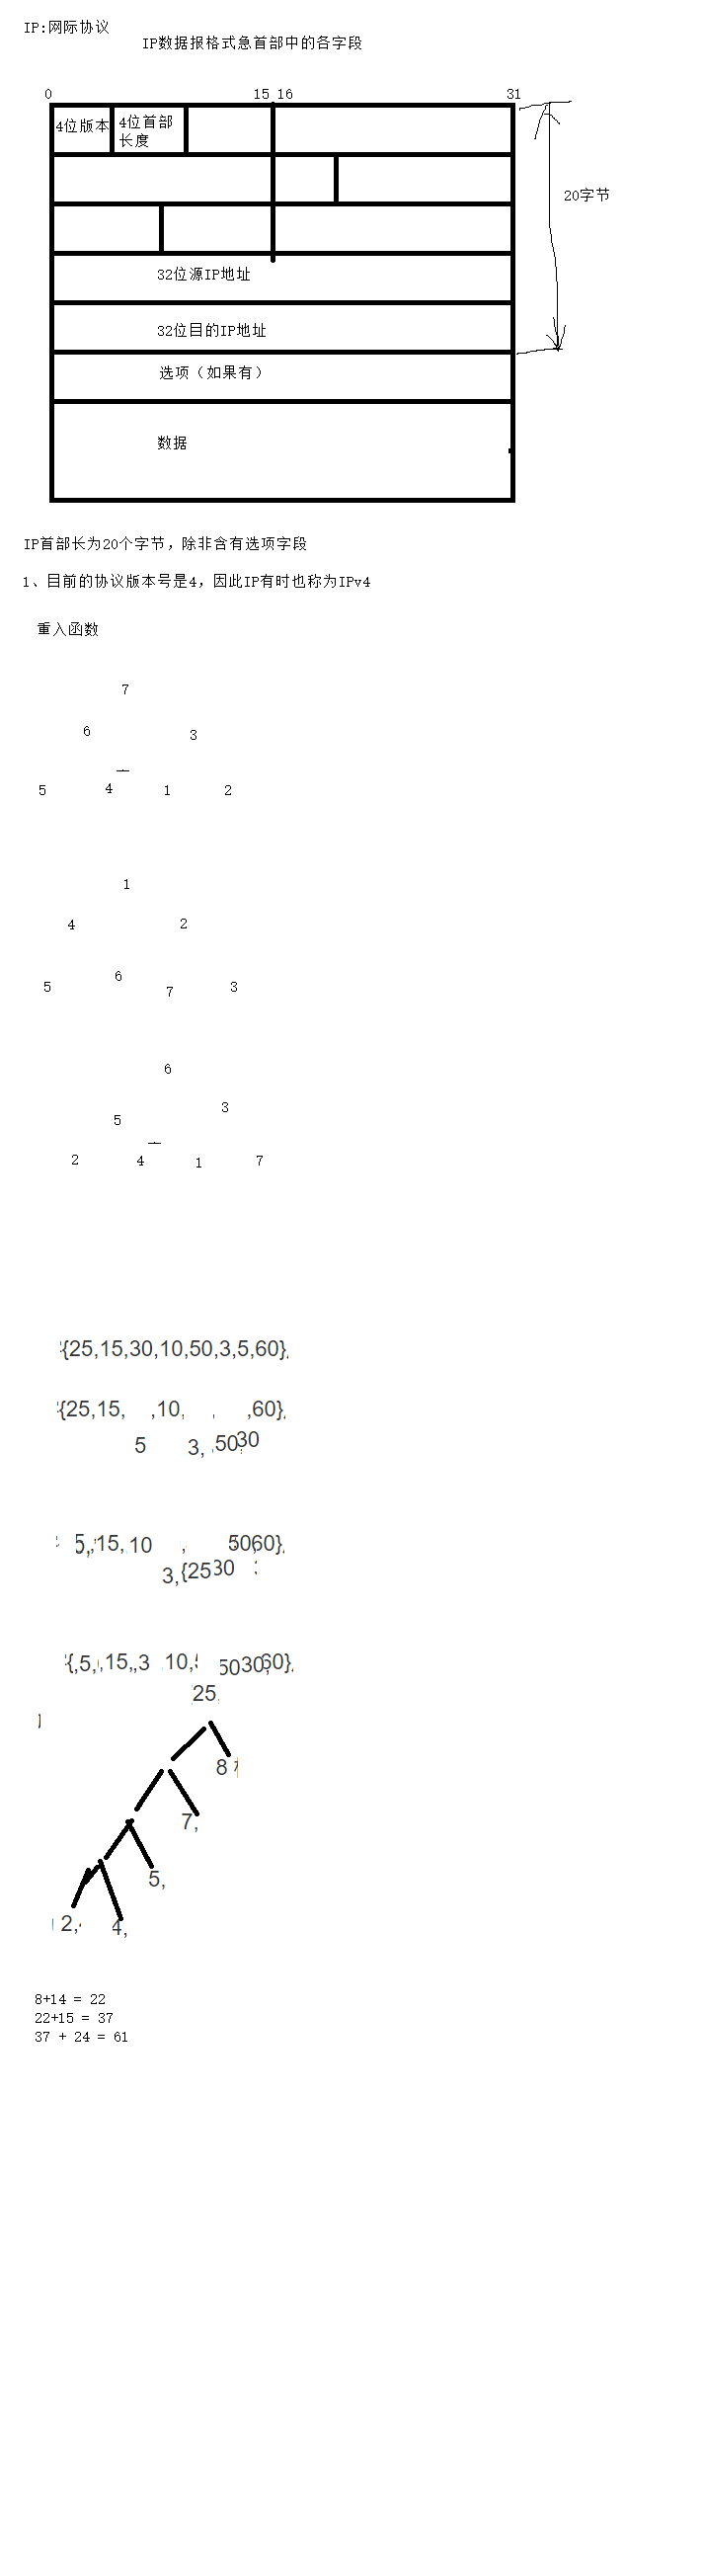 IP:网际协议
IP数据报格式急首部中的各字段
0 15 16 31
4位版本 4位首部
长度
20字节
32位源IP地址
32位目的IP地址
选项（如果有）
数据
IP首部长为20个字节，除非含有选项字段
1、目前的协议版本号是4，因此IP有时也称为IPv4
重入函数
7
6 3
5 4 1 2
1
4 2
5 6 7 3
6
5 3
2 4 1 7
{25,15,30,10,50,3,5,60}
{25,15, ,10, , ,60}
5 3, ,50,30
5, ,15, 10 , 50,60}
3,{25 30
{,5, ,15,,3 ,10, 50 30,60}
25,
8
7,
5,
2, 4,
8+14 = 22
22+15 = 37
37 + 24 = 61